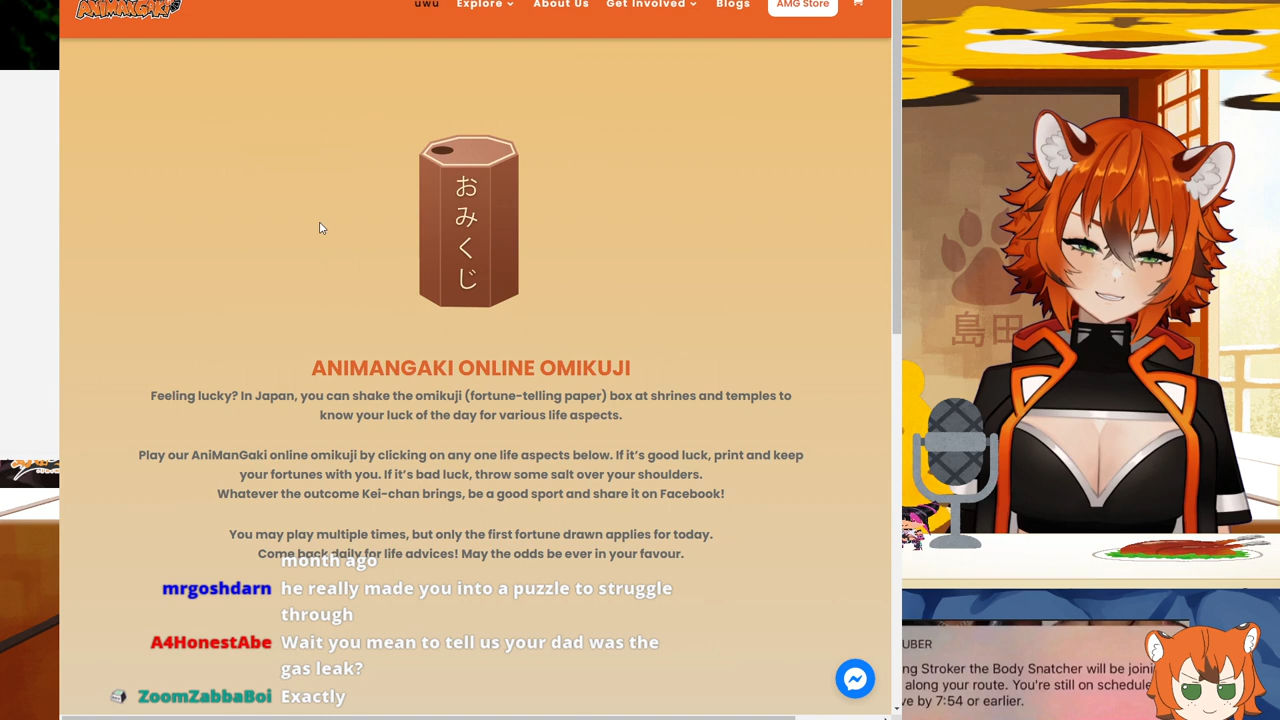 ANIMANGAKI
uwu Explore About Us Get Involved Blogs AMG Store
おみくじ
島田
ANIMANGAKI ONLINE OMIKUJI
Feeling lucky? In Japan, you can shake the omikuji (fortune-telling paper) box at shrines and temples to
know your luck of the day for various life aspects.
Play our AniManGaki online omikuji by clicking on any one life aspects below. If it's good luck, print and keep
your fortunes with you. If it's bad luck, throw some salt over your shoulders.
Whatever the outcome Kei-chan brings, be a good sport and share it on Facebook!
You may play multiple times, but only the first fortune drawn applies for today.
Come back daily for life advices! May the odds be ever in your favour.
month ago
mrgoshdarn he really made you into a puzzle to struggle
through
A4HonestAbe Wait you mean to tell us your dad was the
gas leak?
ZoomZabbaBoi Exactly
UBER
ng Stroker the Body Snatcher will be joini
along your route. You're still on schedule
ve by 7:54 or earlier.